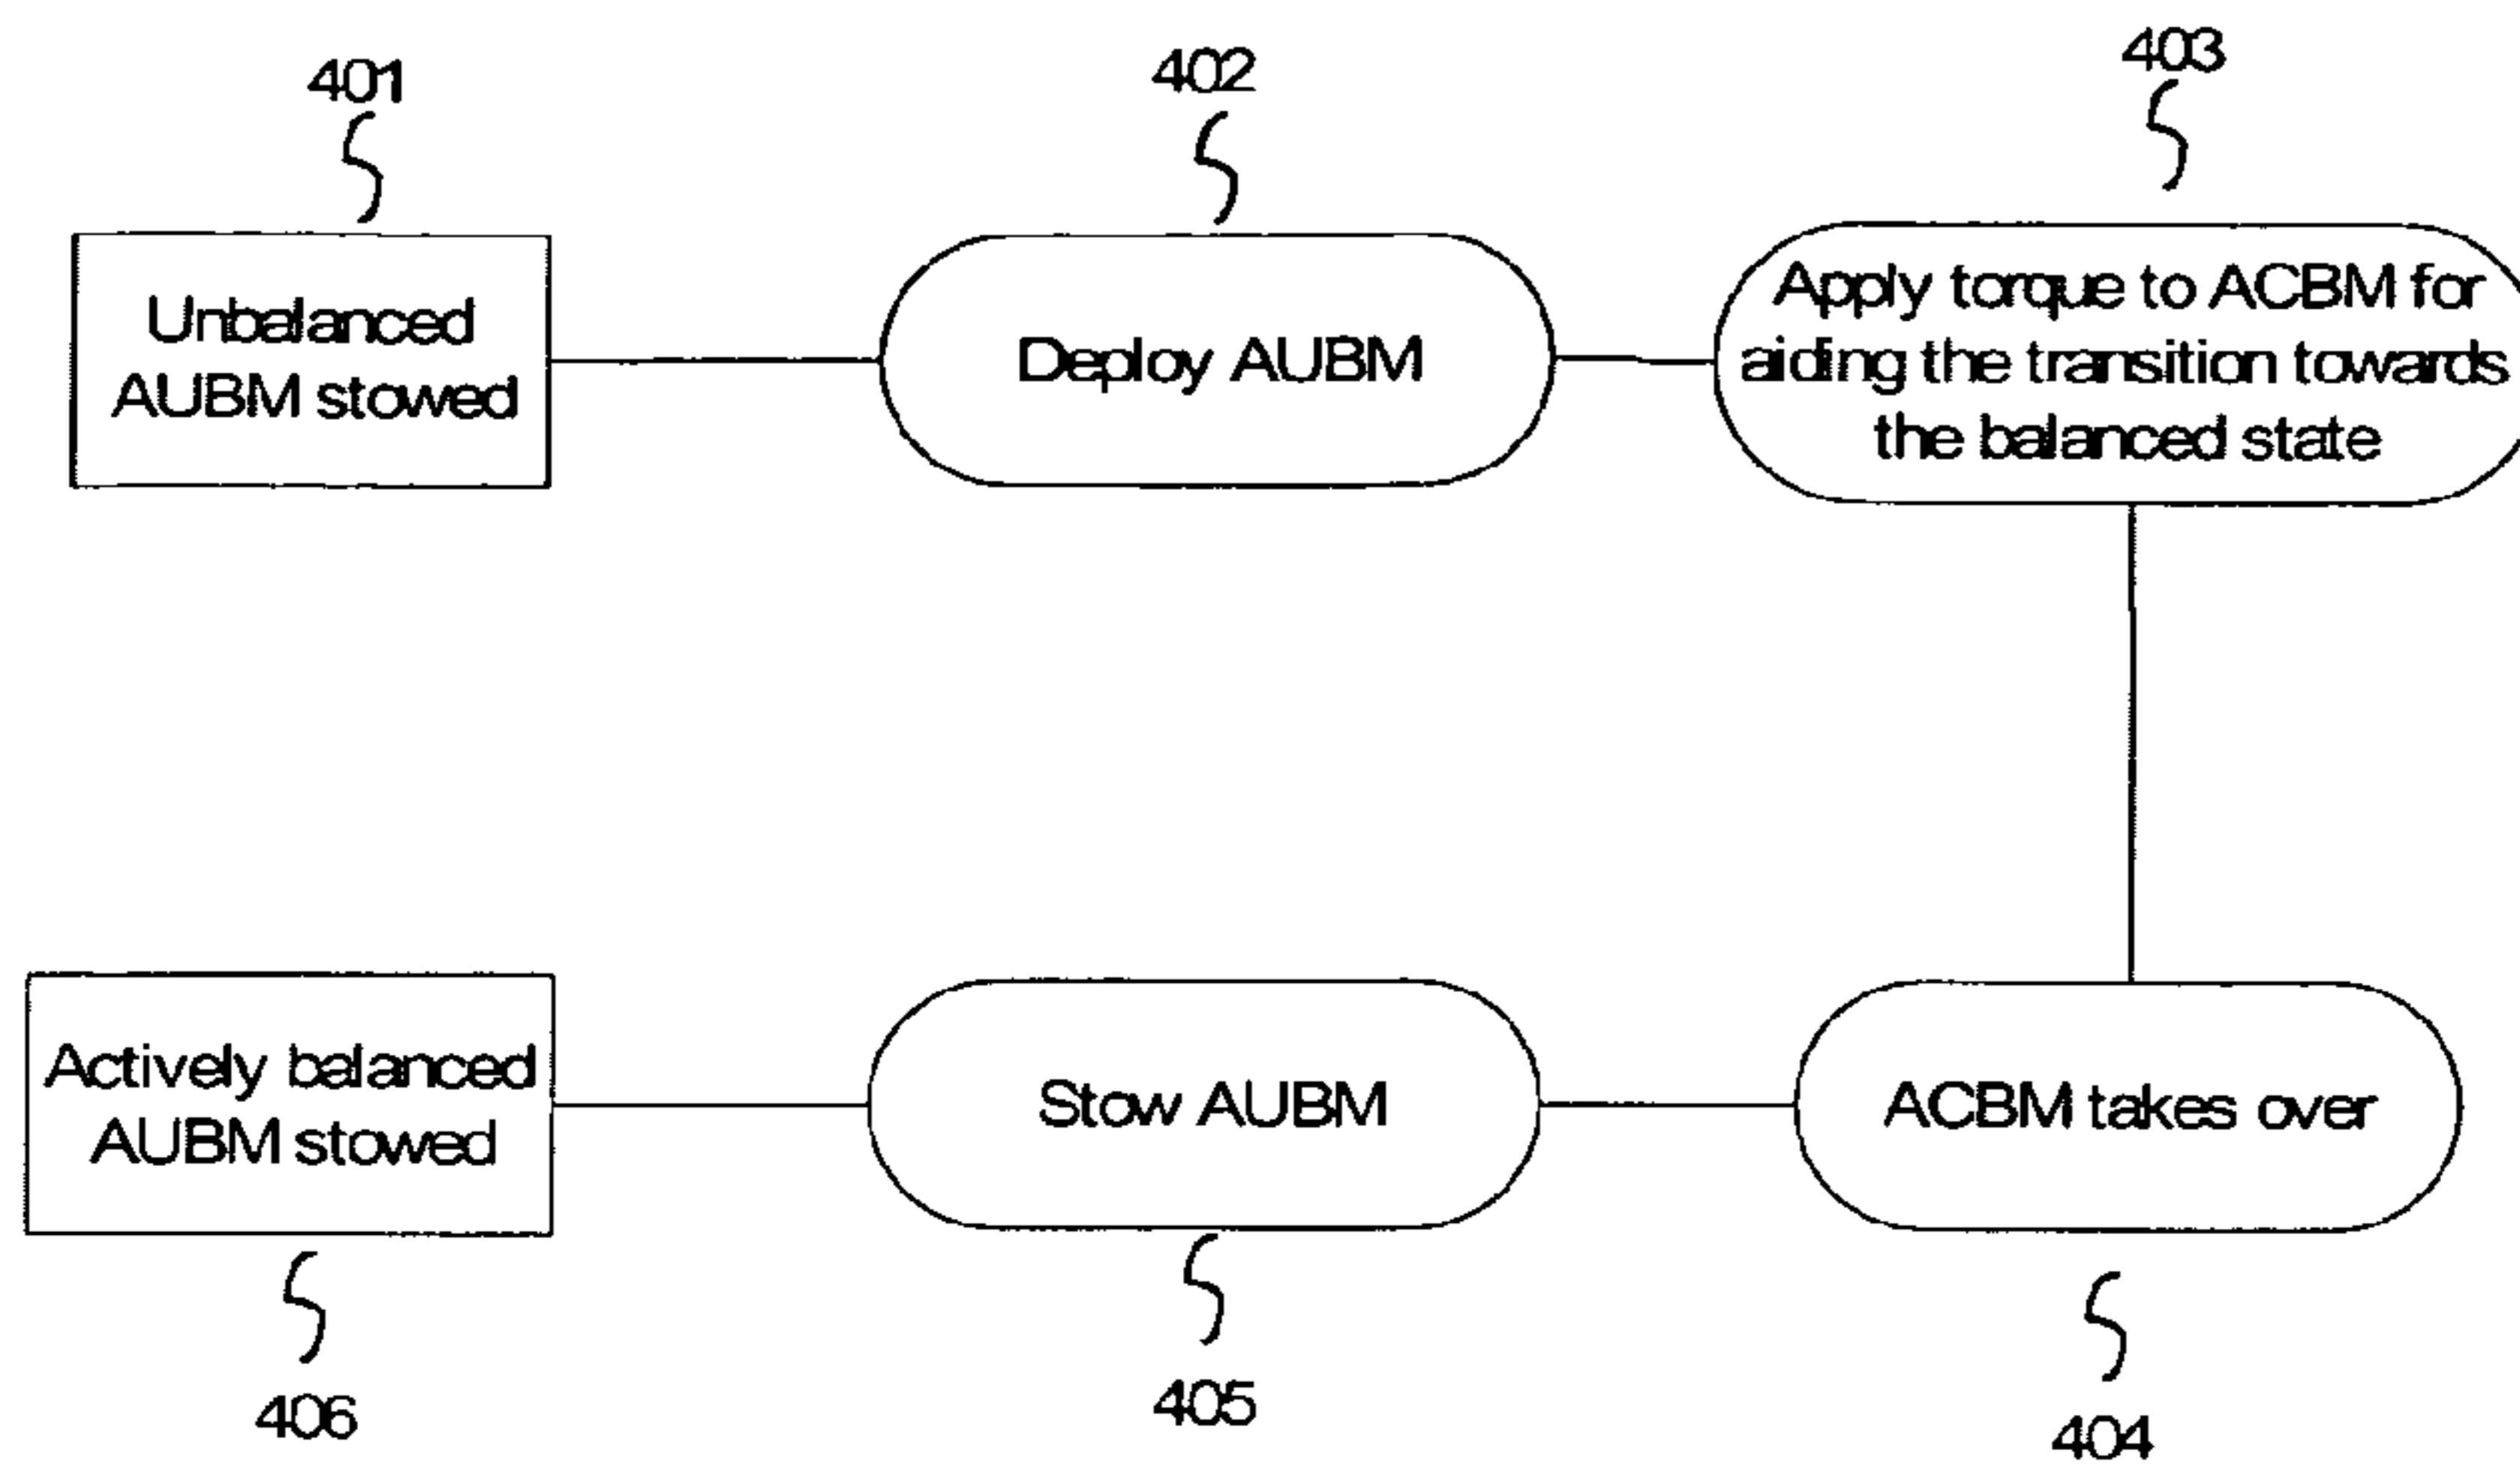 401
402
403
Unbalanced
AUBM stowed
Deploy AUBM
Apply torque to ACBM for
aiding the transition towards
the balanced state
Actively balanced
AUBM stowed
Stow AUBM
ACBM takes over
406
405
404